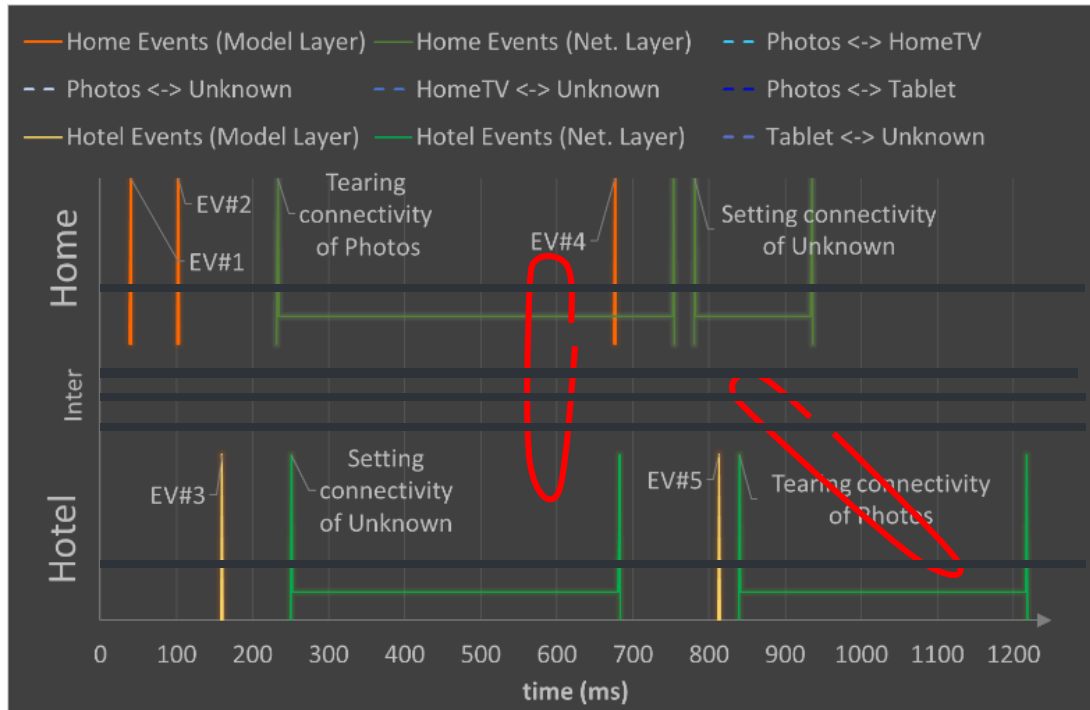 Home Events (Model Layer) Home Events (Net. Layer) Photos <-> HomeTV
Photos <-> Unknown HomeTV <-> Unknown Photos <-> Tablet
Hotel Events (Model Layer) Hotel Events (Net. Layer) Tablet <-> Unknown
Home
EV#1
EV#2
Tearing
connectivity
of Photos
EV#4
Setting connectivity
of Unknown
Inter
Hotel
EV#3
Setting
connectivity
of Unknown
EV#5
Tearing connectivity
of Photos
0 100 200 300 400 500 600 700 800 900 1000 1100 1200
time (ms)